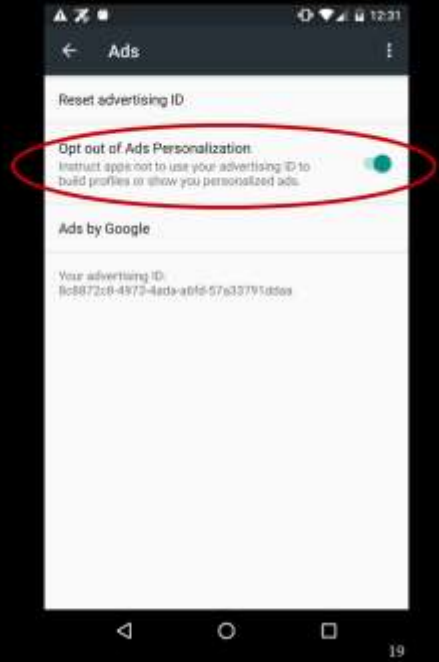 12:31
Ads
Reset advertising ID
Opt out of Ads Personalization
Instruct apps not to use your advertising ID to
build profiles or show you personalized ads.
Ads by Google
Your advertising ID:
19